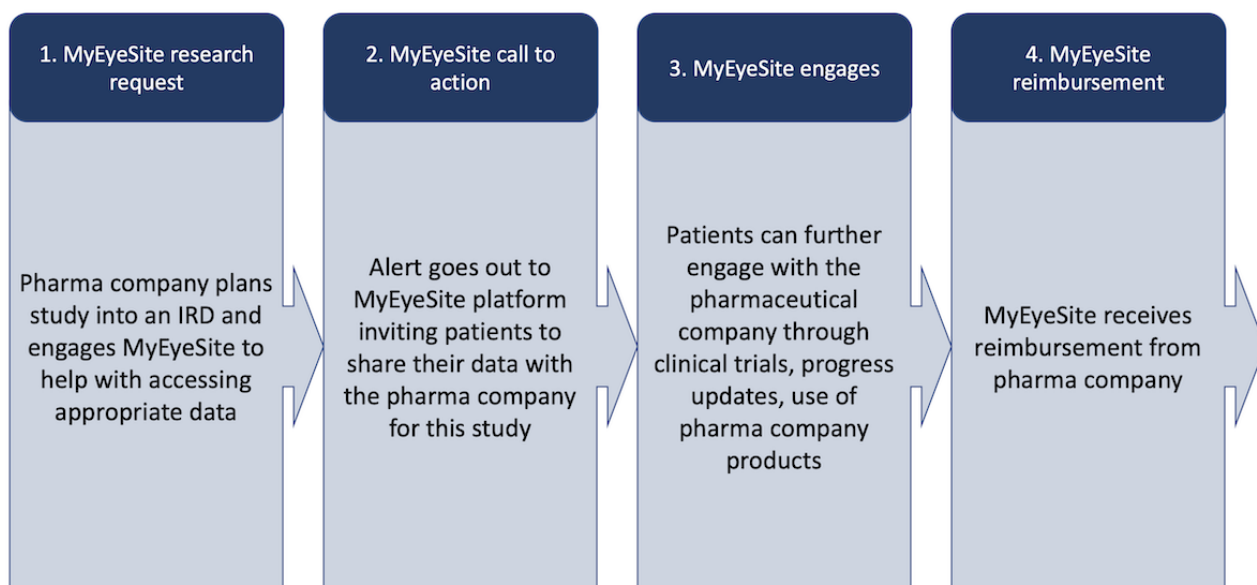 1. MyEyeSite research
request
Pharma company plans
study into an IRD and
engages MyEyeSite to
help with accessing
appropriate data
2. MyEyeSite call to
action
Alert goes out to
MyEyeSite platform
inviting patients to
share their data with
the pharma company
for this study
3. MyEyeSite engages
Patients can further
engage with the
pharmaceutical
company through
clinical trials, progress
updates, use of
pharma company
products
4. MyEyeSite
reimbursement
MyEyeSite receives
reimbursement from
pharma company